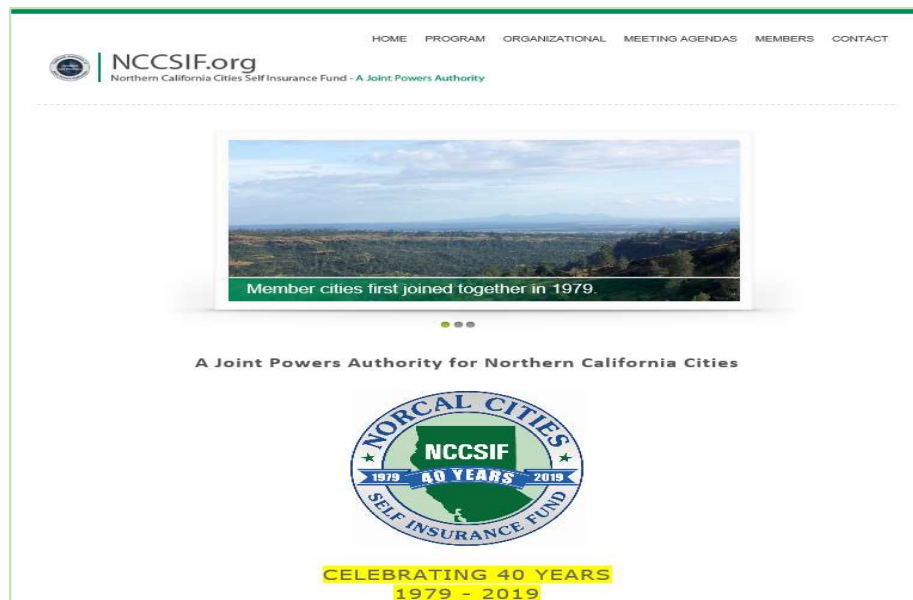 HOME PROGRAM ORGANIZATIONAL MEETING AGENDAS MEMBERS CONTACT
NCCSIF.org
Northern California Cities Self Insurance Fund - A Joint Powers Authority
Member cities first joined together in 1979.
A Joint Powers Authority for Northern California Cities
NORCAL CITIES
NCCSIF
1979 40 YEARS 2019
SELF INSURANCE FUND
CELEBRATING 40 YEARS
1979 - 2019